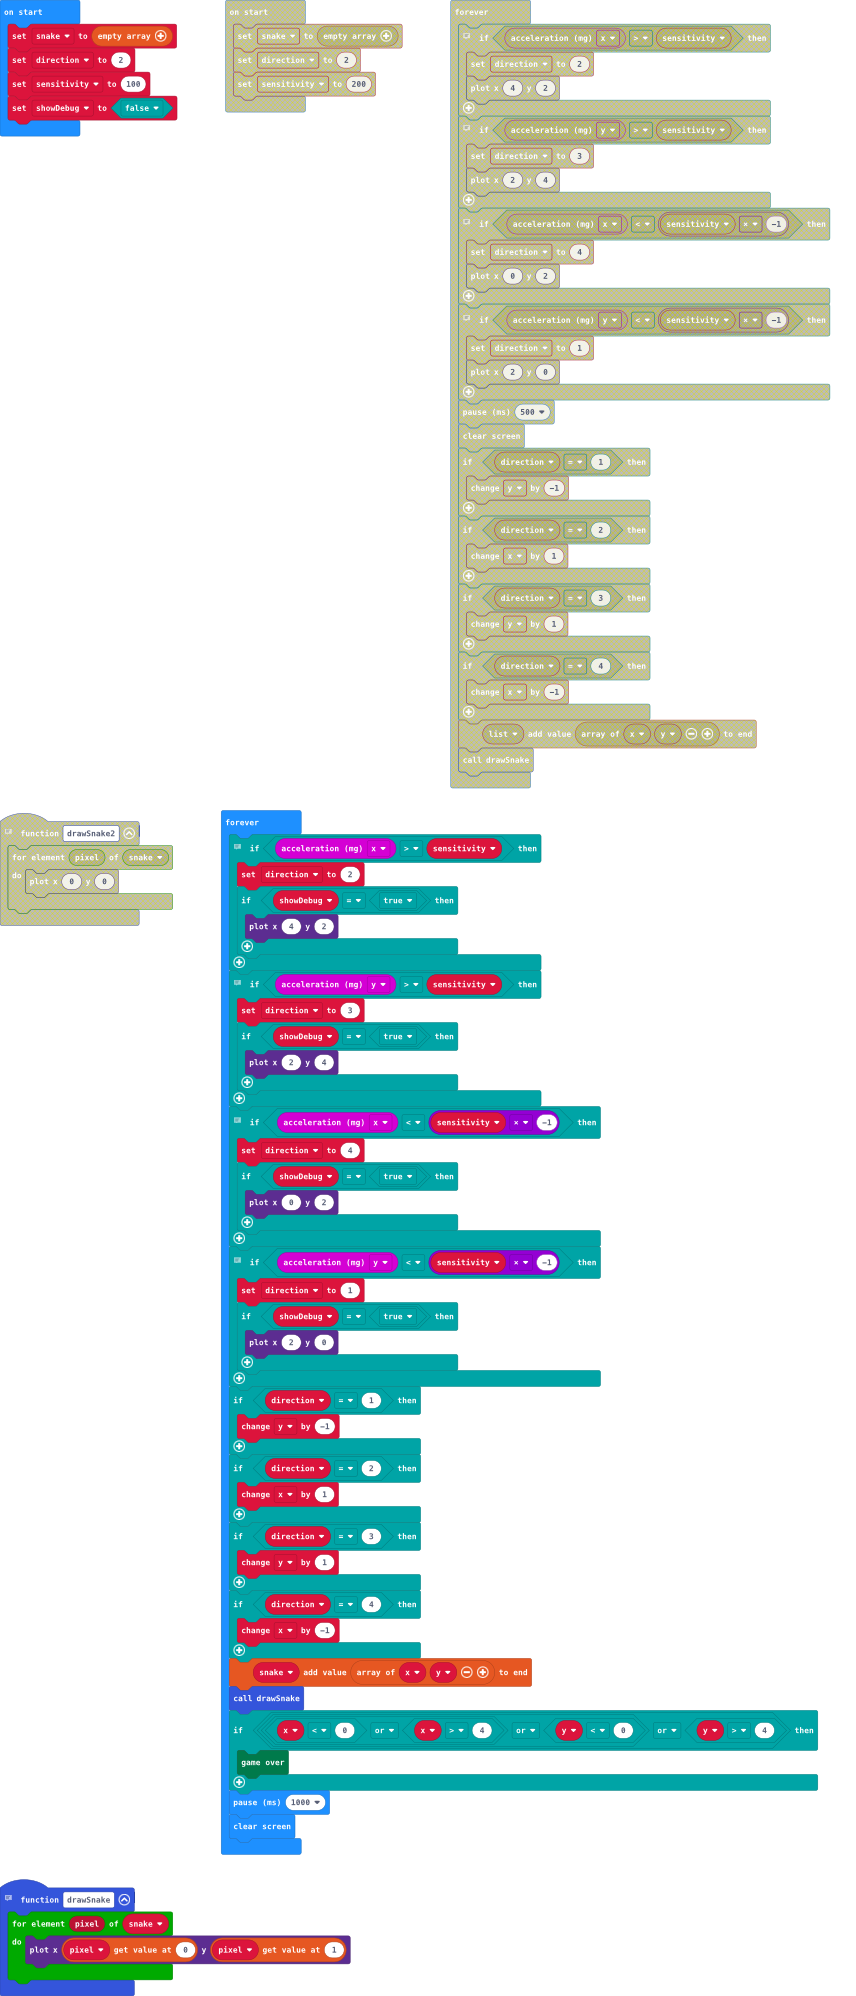 on start
set snake to empty array
set direction to 2
set sensitivity to 100
set showDebug to false
on start
set snake to empty array
set direction to 2
set sensitivity to 200
forever
if acceleration (mg) x > sensitivity then
set direction to 2
plot x 4 y 2
if acceleration (mg) y > sensitivity then
set direction to 3
plot x 2 y 4
if acceleration (mg) x < sensitivity × -1 then
set direction to 4
plot x 0 y 2
if acceleration (mg) y < sensitivity × -1 then
set direction to 1
plot x 2 y 0
pause (ms) 500
clear screen
if direction = 1 then
change y by -1
if direction = 2 then
change x by 1
if direction = 3 then
change y by 1
if direction = 4 then
change x by -1
list add value array of x y to end
call drawSnake
function drawSnake2
for element pixel of snake
do plot x 0 y 0
forever
if acceleration (mg) x > sensitivity then
set direction to 2
if showDebug = true then
plot x 4 y 2
if acceleration (mg) y > sensitivity then
set direction to 3
if showDebug = true then
plot x 2 y 4
if acceleration (mg) x < sensitivity × -1 then
set direction to 4
if showDebug = true then
plot x 0 y 2
if acceleration (mg) y < sensitivity × -1 then
set direction to 1
if showDebug = true then
plot x 2 y 0
if direction = 1 then
change y by -1
if direction = 2 then
change x by 1
if direction = 3 then
change y by 1
if direction = 4 then
change x by -1
snake add value array of x y to end
call drawSnake
if x < 0 or x > 4 or y < 0 or y > 4 then
game over
pause (ms) 1000
clear screen
function drawSnake
for element pixel of snake
do plot x pixel get value at 0 y pixel get value at 1